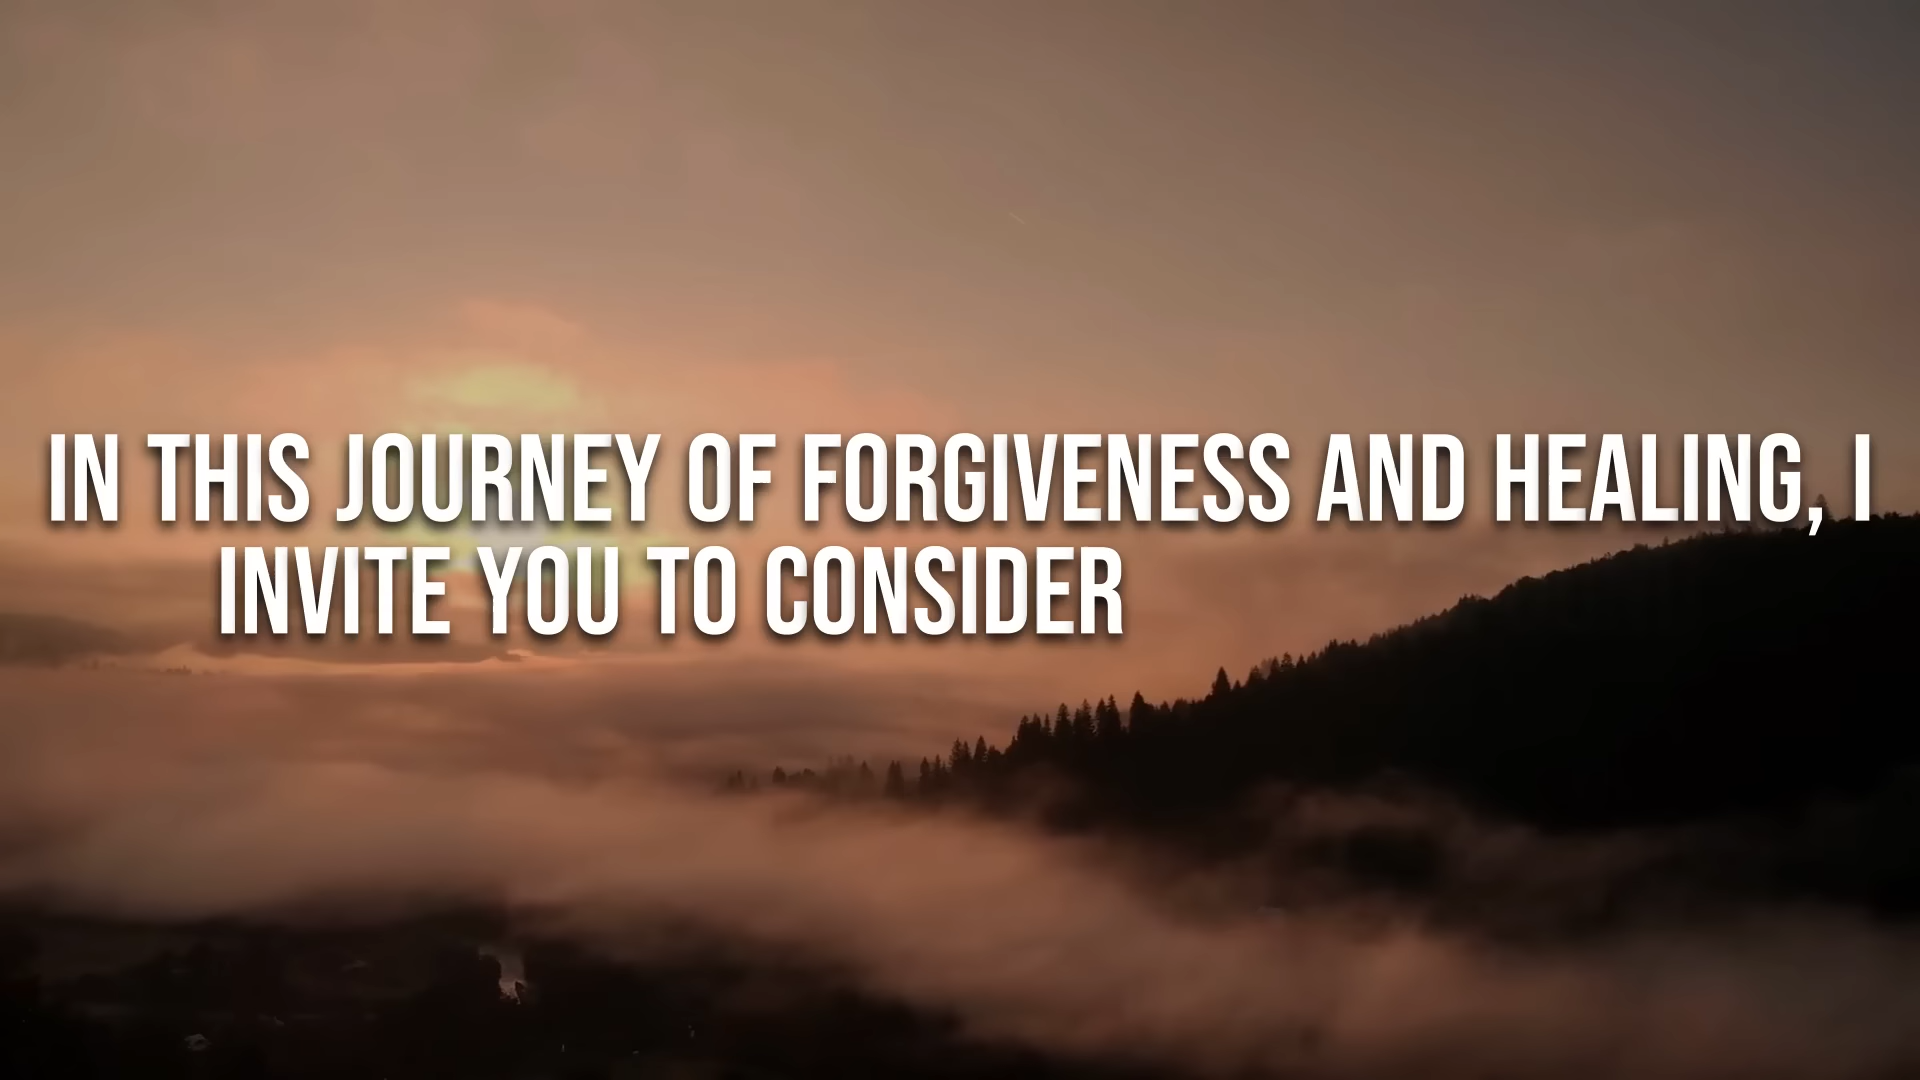 IN THIS JOURNEY OF FORGIVENESS AND HEALING, I
INVITE YOU TO CONSIDER